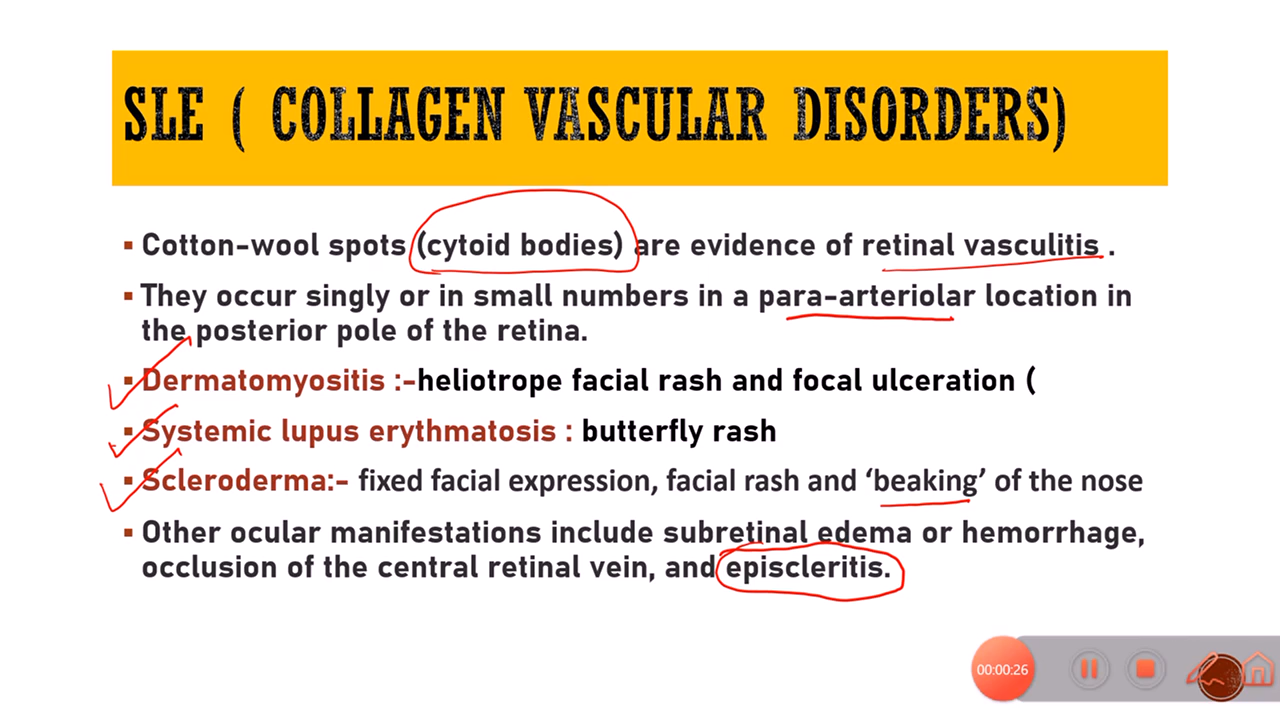 SLE ( COLLAGEN VASCULAR DISORDERS)
▪ Cotton-wool spots (cytoid bodies) are evidence of retinal vasculitis .
▪ They occur singly or in small numbers in a para-arteriolar location in
the posterior pole of the retina.
▪ Dermatomyositis :-heliotrope facial rash and focal ulceration (
▪ Systemic lupus erythmatosis : butterfly rash
▪ Scleroderma:- fixed facial expression, facial rash and ‘beaking’ of the nose
▪ Other ocular manifestations include subretinal edema or hemorrhage,
occlusion of the central retinal vein, and episcleritis.
00:00:26